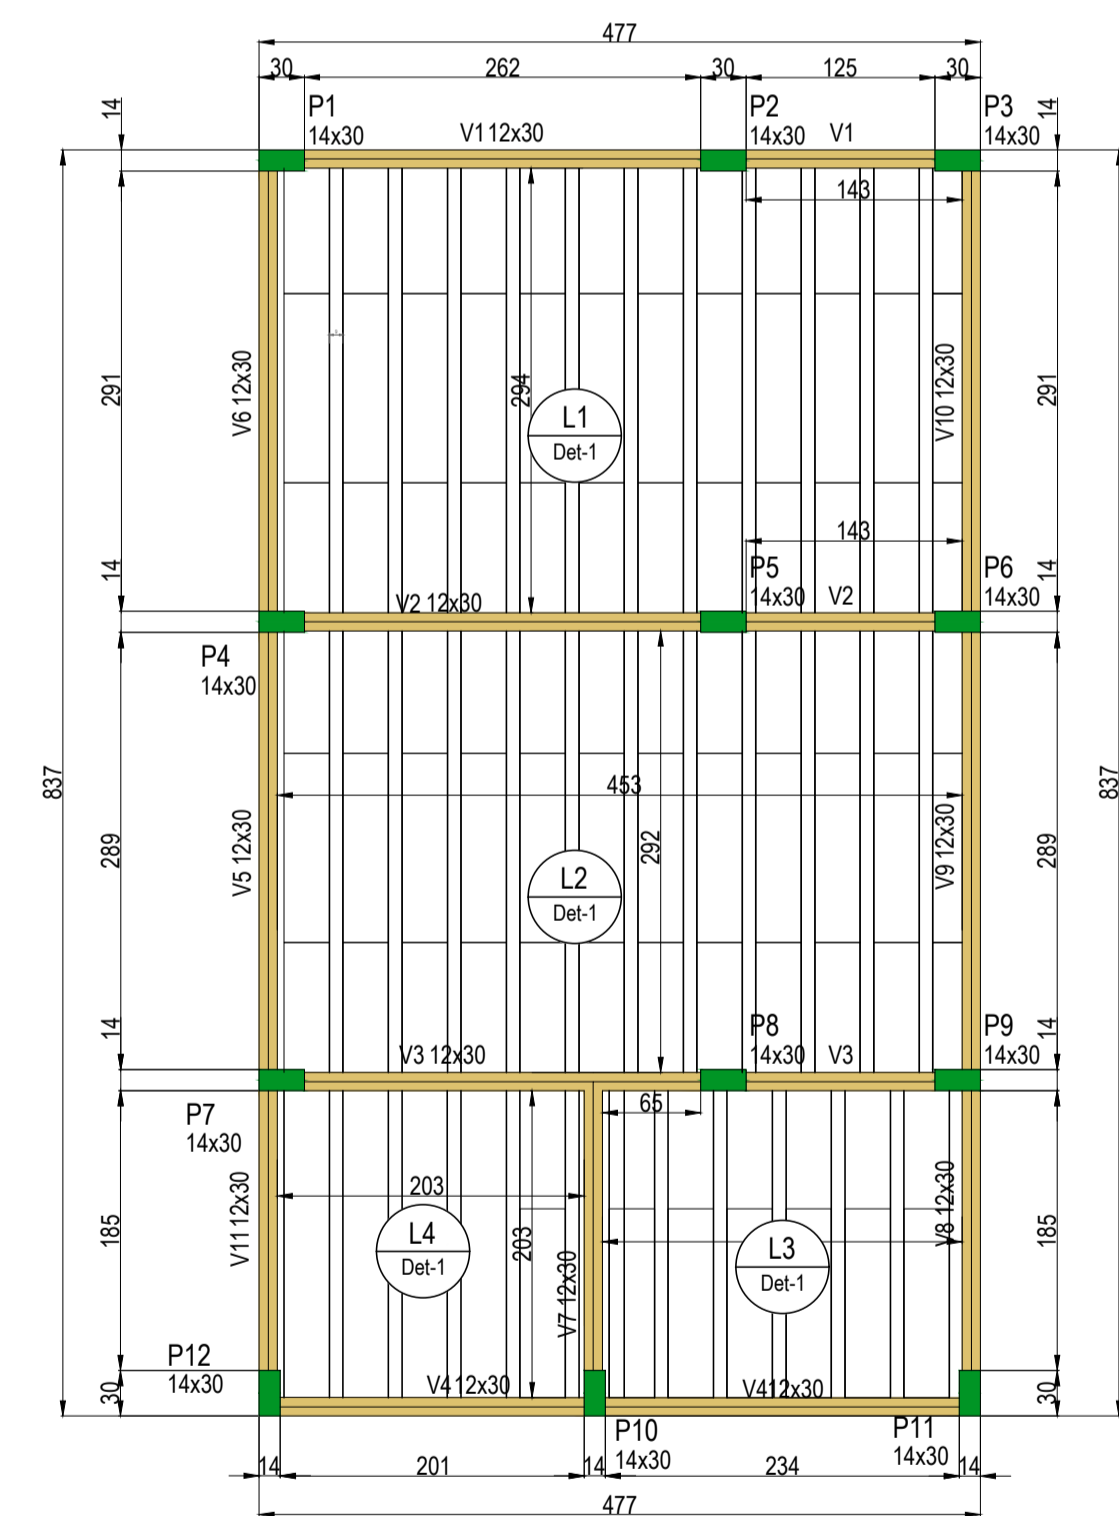 477
30 262 30 125 30
14 P1 P2 P3 14
14x30 V1 12x30 14x30 V1 14x30
143
291 V6 12x30 294 V10 12x30 291
L1
Det-1
143
14 P5 P6 14
V2 12x30 14x30 V2 14x30
P4
14x30
837 453 837
289 V5 12x30 292 V9 12x30 289
L2
Det-1
14 P8 P9 14
V3 12x30 14x30 V3 14x30
65
P7
14x30
203
185 V11 12x30 203 V7 12x30 V8 12x30 185
L4 L3
Det-1 Det-1
P12
14x30
30 V4 12x30 V4 12x30 30
P10 P11
14x30 14x30
14 201 14 234 14
477